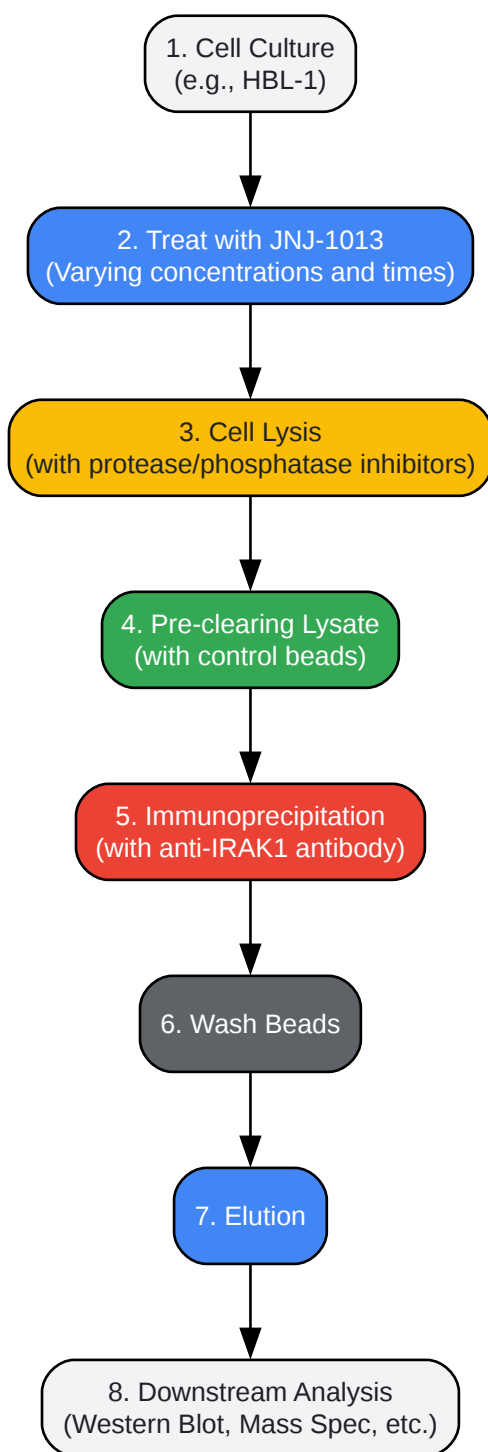 1. Cell Culture
(e.g., HBL-1)
2. Treat with JNJ-1013
(Varying concentrations and times)
3. Cell Lysis
(with protease/phosphatase inhibitors)
4. Pre-clearing Lysate
(with control beads)
5. Immunoprecipitation
(with anti-IRAK1 antibody)
6. Wash Beads
7. Elution
8. Downstream Analysis
(Western Blot, Mass Spec, etc.)